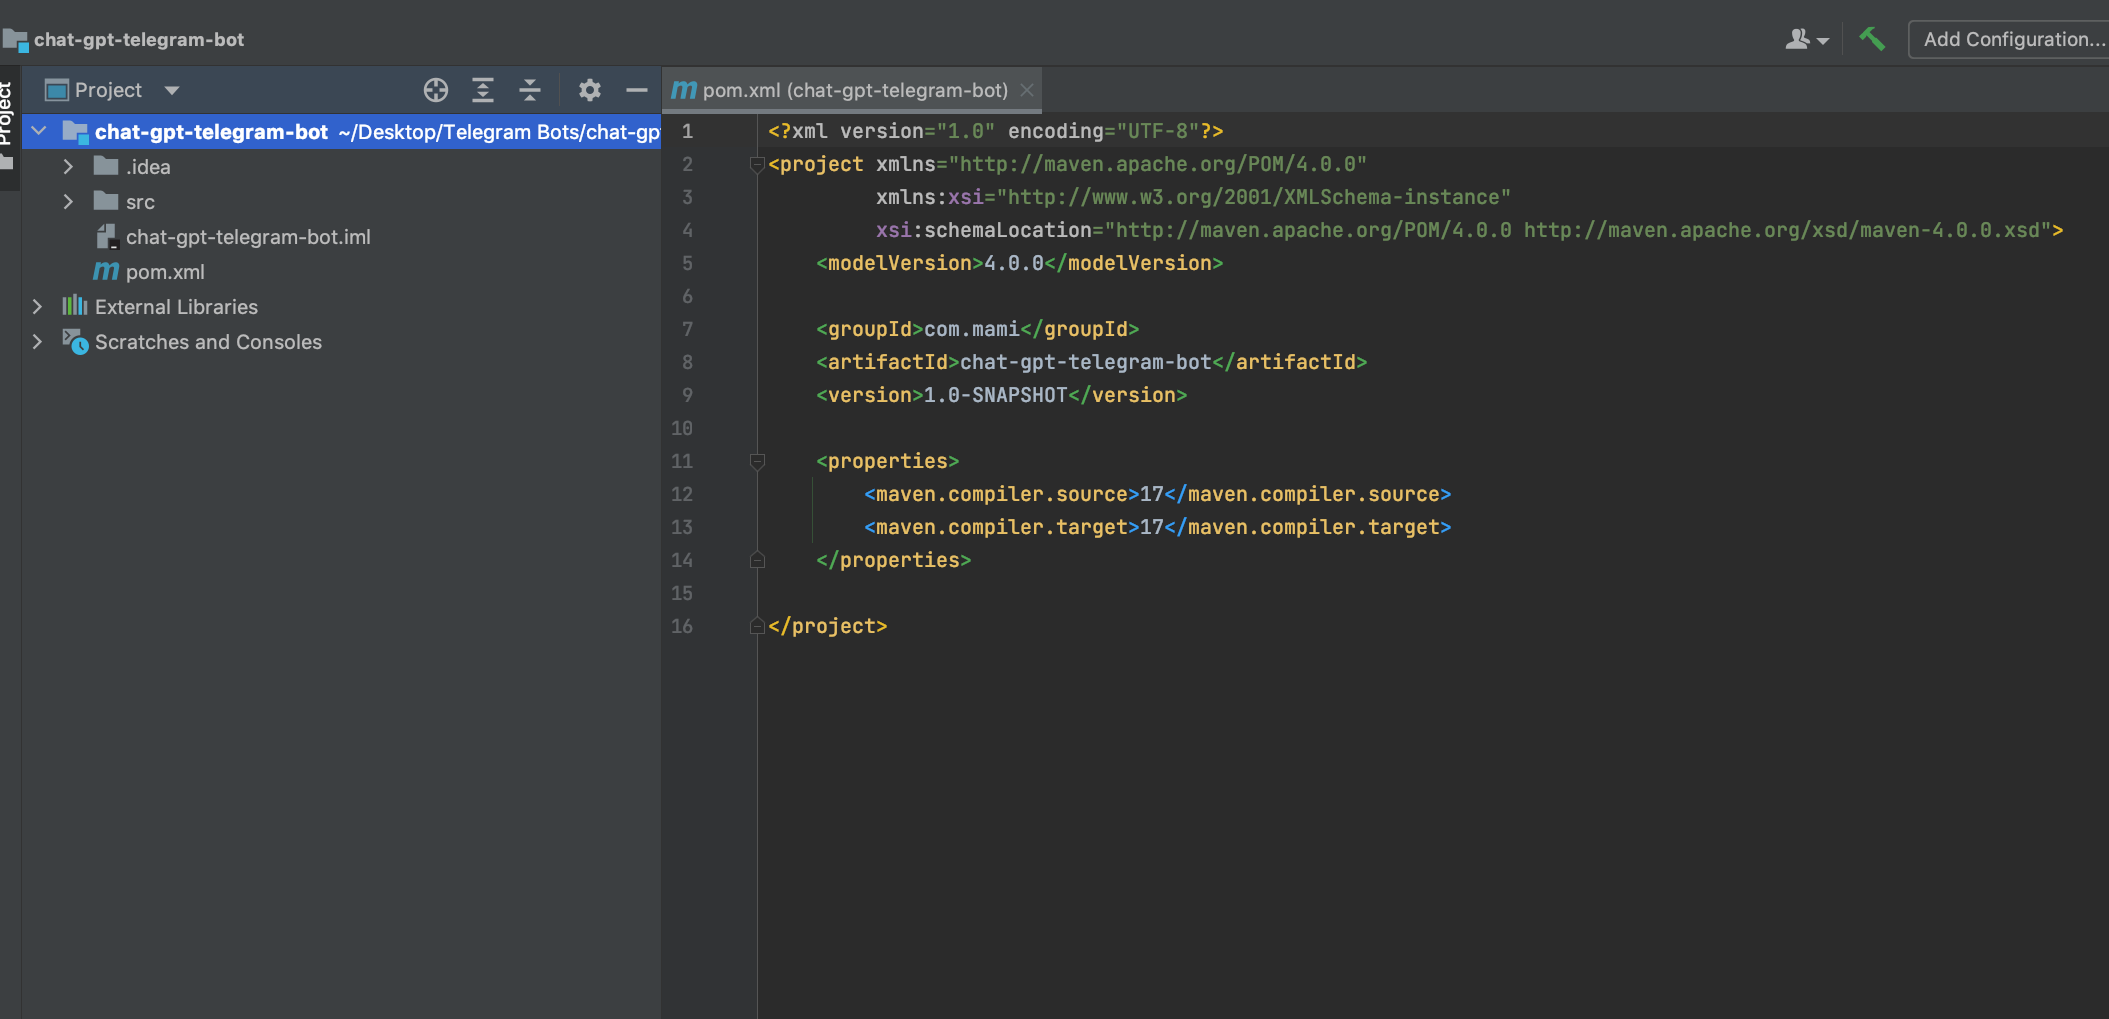 chat-gpt-telegram-bot
Add Configuration...
Project
Project
chat-gpt-telegram-bot ~/Desktop/Telegram Bots/chat-gp
.idea
src
chat-gpt-telegram-bot.iml
pom.xml
External Libraries
Scratches and Consoles
pom.xml (chat-gpt-telegram-bot)
1 <?xml version="1.0" encoding="UTF-8"?>
2 <project xmlns="http://maven.apache.org/POM/4.0.0"
3 xmlns:xsi="http://www.w3.org/2001/XMLSchema-instance"
4 xsi:schemaLocation="http://maven.apache.org/POM/4.0.0 http://maven.apache.org/xsd/maven-4.0.0.xsd">
5 <modelVersion>4.0.0</modelVersion>
6
7 <groupId>com.mami</groupId>
8 <artifactId>chat-gpt-telegram-bot</artifactId>
9 <version>1.0-SNAPSHOT</version>
10
11 <properties>
12 <maven.compiler.source>17</maven.compiler.source>
13 <maven.compiler.target>17</maven.compiler.target>
14 </properties>
15
16 </project>